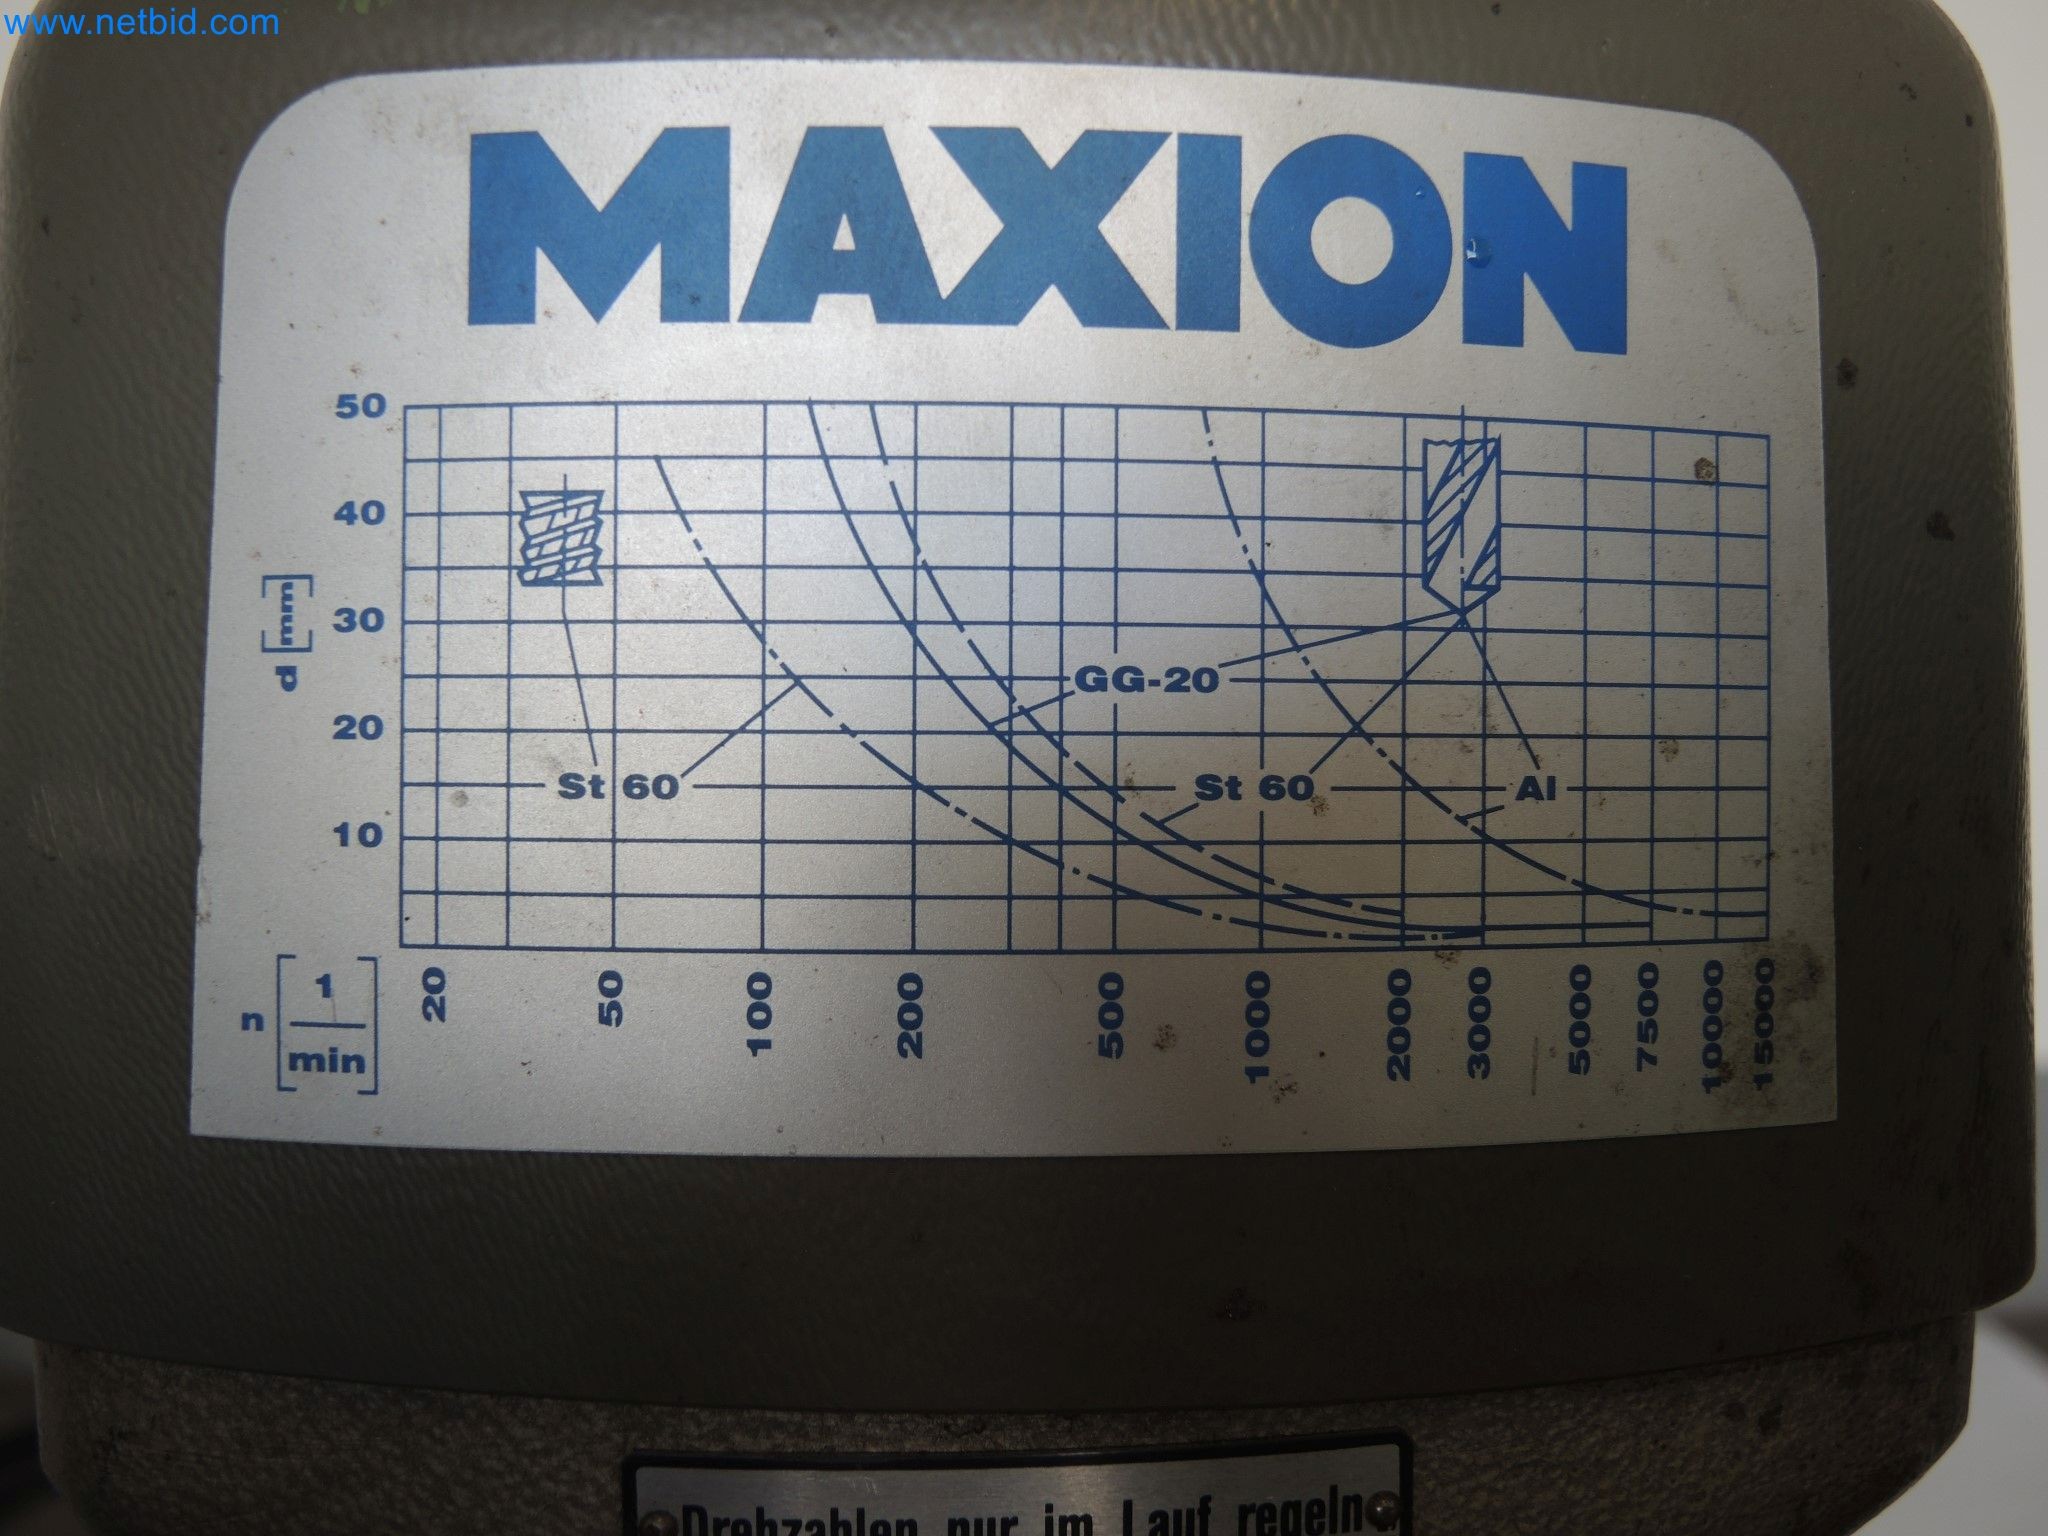 www.netbid.com
MAXION
50
40
30
20
10
d [mm]
GG-20
St 60
St 60
Al
n [1/min]
20
50
100
200
500
1000
2000
3000
5000
7500
10000
15000
Drehzahlen nur im Lauf regeln